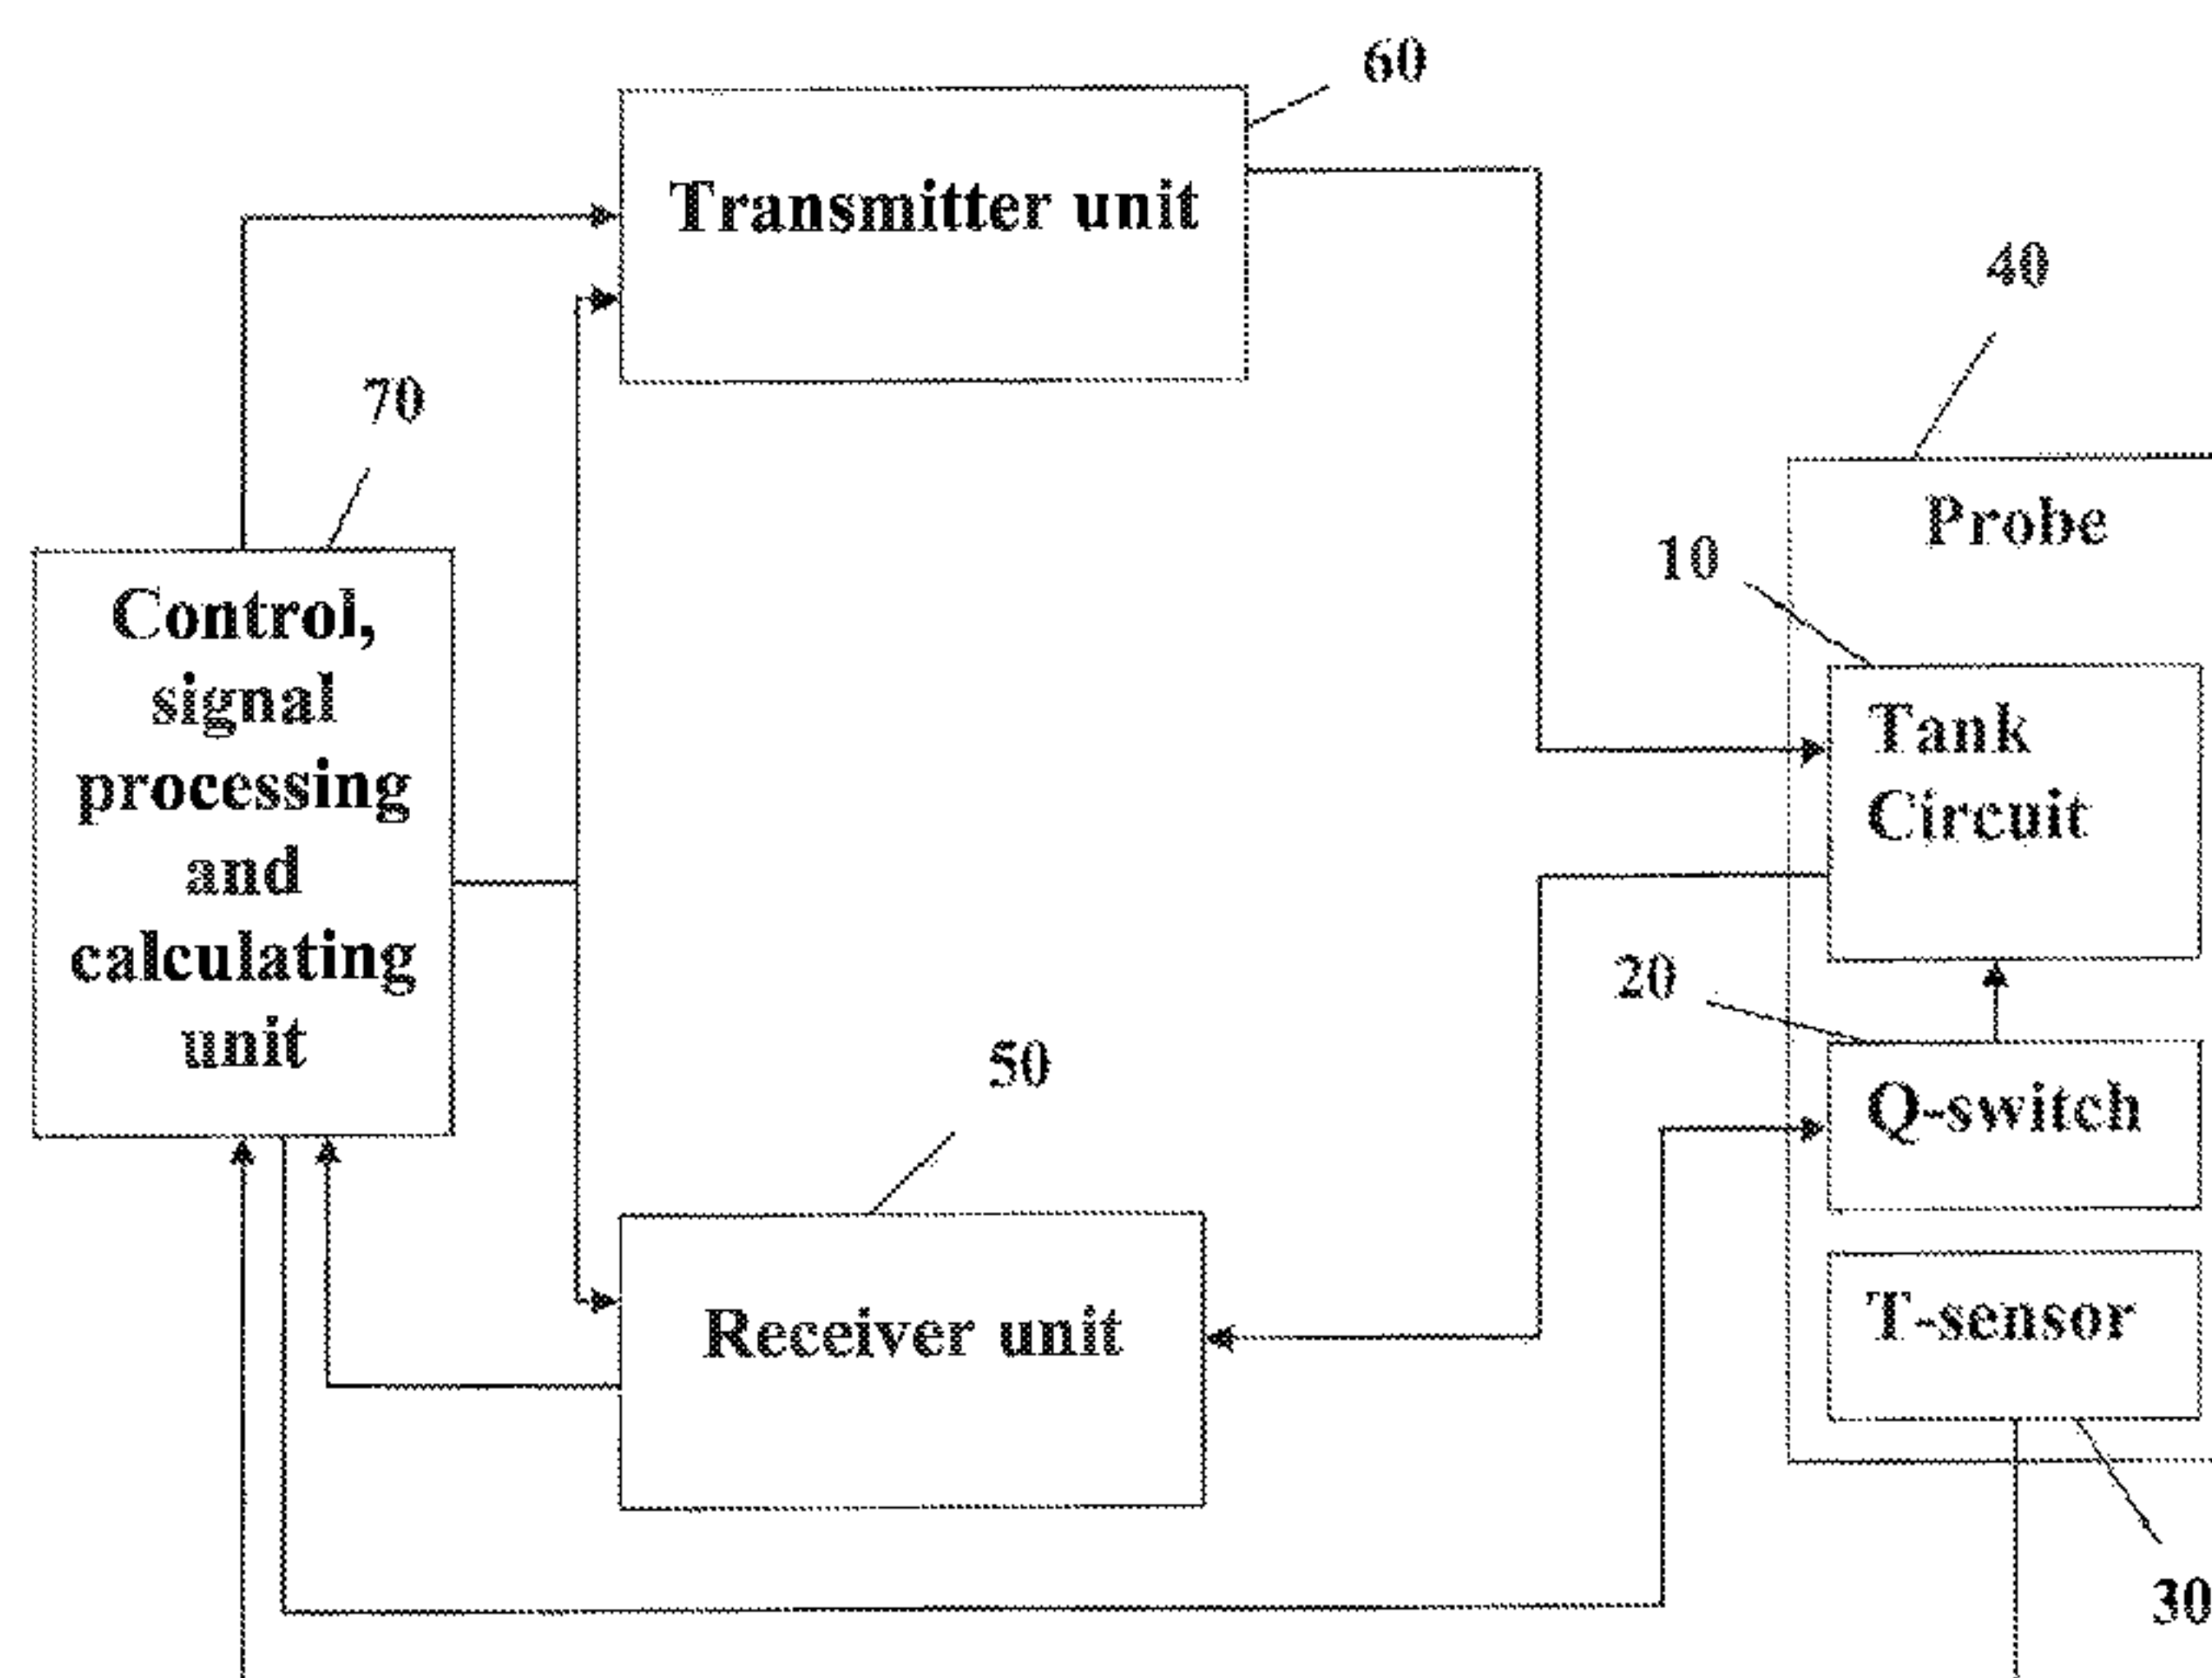 60
Transmitter unit
40
70
Probe
10
Control,
signal
processing
and
calculating
unit
Tank
Circuit
20
50
Q-switch
Receiver unit
T-sensor
30